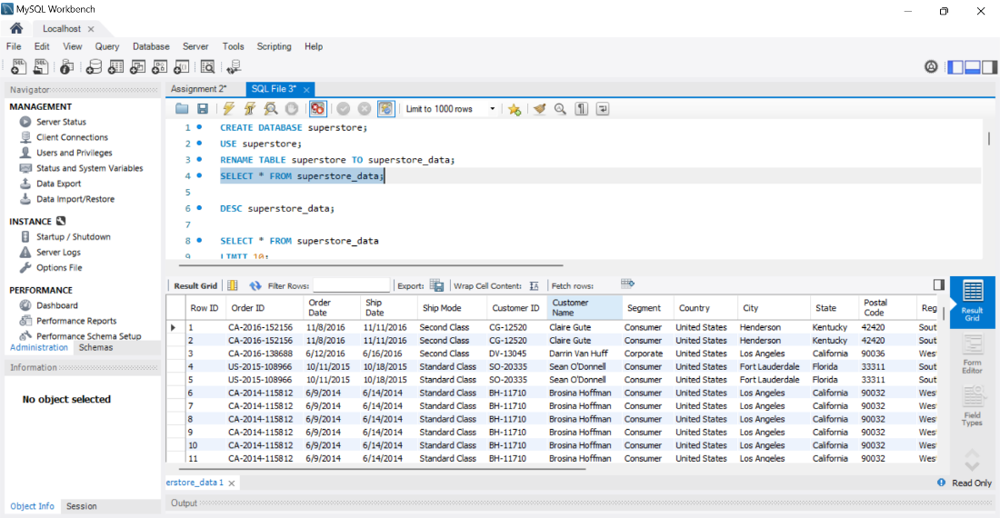 MySQL Workbench
Localhost
File Edit View Query Database Server Tools Scripting Help
Navigator
MANAGEMENT
Server Status
Client Connections
Users and Privileges
Status and System Variables
Data Export
Data Import/Restore
INSTANCE
Startup / Shutdown
Server Logs
Options File
PERFORMANCE
Dashboard
Performance Reports
Performance Schema Setup
Administration Schemas
Information
No object selected
Object Info Session
Assignment 2* SQL File 3*
Limit to 1000 rows
1 CREATE DATABASE superstore;
2 USE superstore;
3 RENAME TABLE superstore TO superstore_data;
4 SELECT * FROM superstore_data;
5
6 DESC superstore_data;
7
8 SELECT * FROM superstore_data
9 LIMIT 10;
Result Grid Filter Rows: Export: Wrap Cell Content: Fetch rows:
Row ID Order ID Order Date Ship Date Ship Mode Customer ID Customer Name Segment Country City State Postal Code Reg
1 CA-2016-152156 11/8/2016 11/11/2016 Second Class CG-12520 Claire Gute Consumer United States Henderson Kentucky 42420 Sout
2 CA-2016-152156 11/8/2016 11/11/2016 Second Class CG-12520 Claire Gute Consumer United States Henderson Kentucky 42420 Sout
3 CA-2016-138688 6/12/2016 6/16/2016 Second Class DV-13045 Darrin Van Huff Corporate United States Los Angeles California 90036 Wes
4 US-2015-108966 10/11/2015 10/18/2015 Standard Class SO-20335 Sean O'Donnell Consumer United States Fort Lauderdale Florida 33311 Sout
5 US-2015-108966 10/11/2015 10/18/2015 Standard Class SO-20335 Sean O'Donnell Consumer United States Fort Lauderdale Florida 33311 Sout
6 CA-2014-115812 6/9/2014 6/14/2014 Standard Class BH-11710 Brosina Hoffman Consumer United States Los Angeles California 90032 Wes
7 CA-2014-115812 6/9/2014 6/14/2014 Standard Class BH-11710 Brosina Hoffman Consumer United States Los Angeles California 90032 Wes
8 CA-2014-115812 6/9/2014 6/14/2014 Standard Class BH-11710 Brosina Hoffman Consumer United States Los Angeles California 90032 Wes
9 CA-2014-115812 6/9/2014 6/14/2014 Standard Class BH-11710 Brosina Hoffman Consumer United States Los Angeles California 90032 Wes
10 CA-2014-115812 6/9/2014 6/14/2014 Standard Class BH-11710 Brosina Hoffman Consumer United States Los Angeles California 90032 Wes
11 CA-2014-115812 6/9/2014 6/14/2014 Standard Class BH-11710 Brosina Hoffman Consumer United States Los Angeles California 90032 Wes
Result Grid
Form Editor
Field Types
erstore_data 1
Read Only
Output